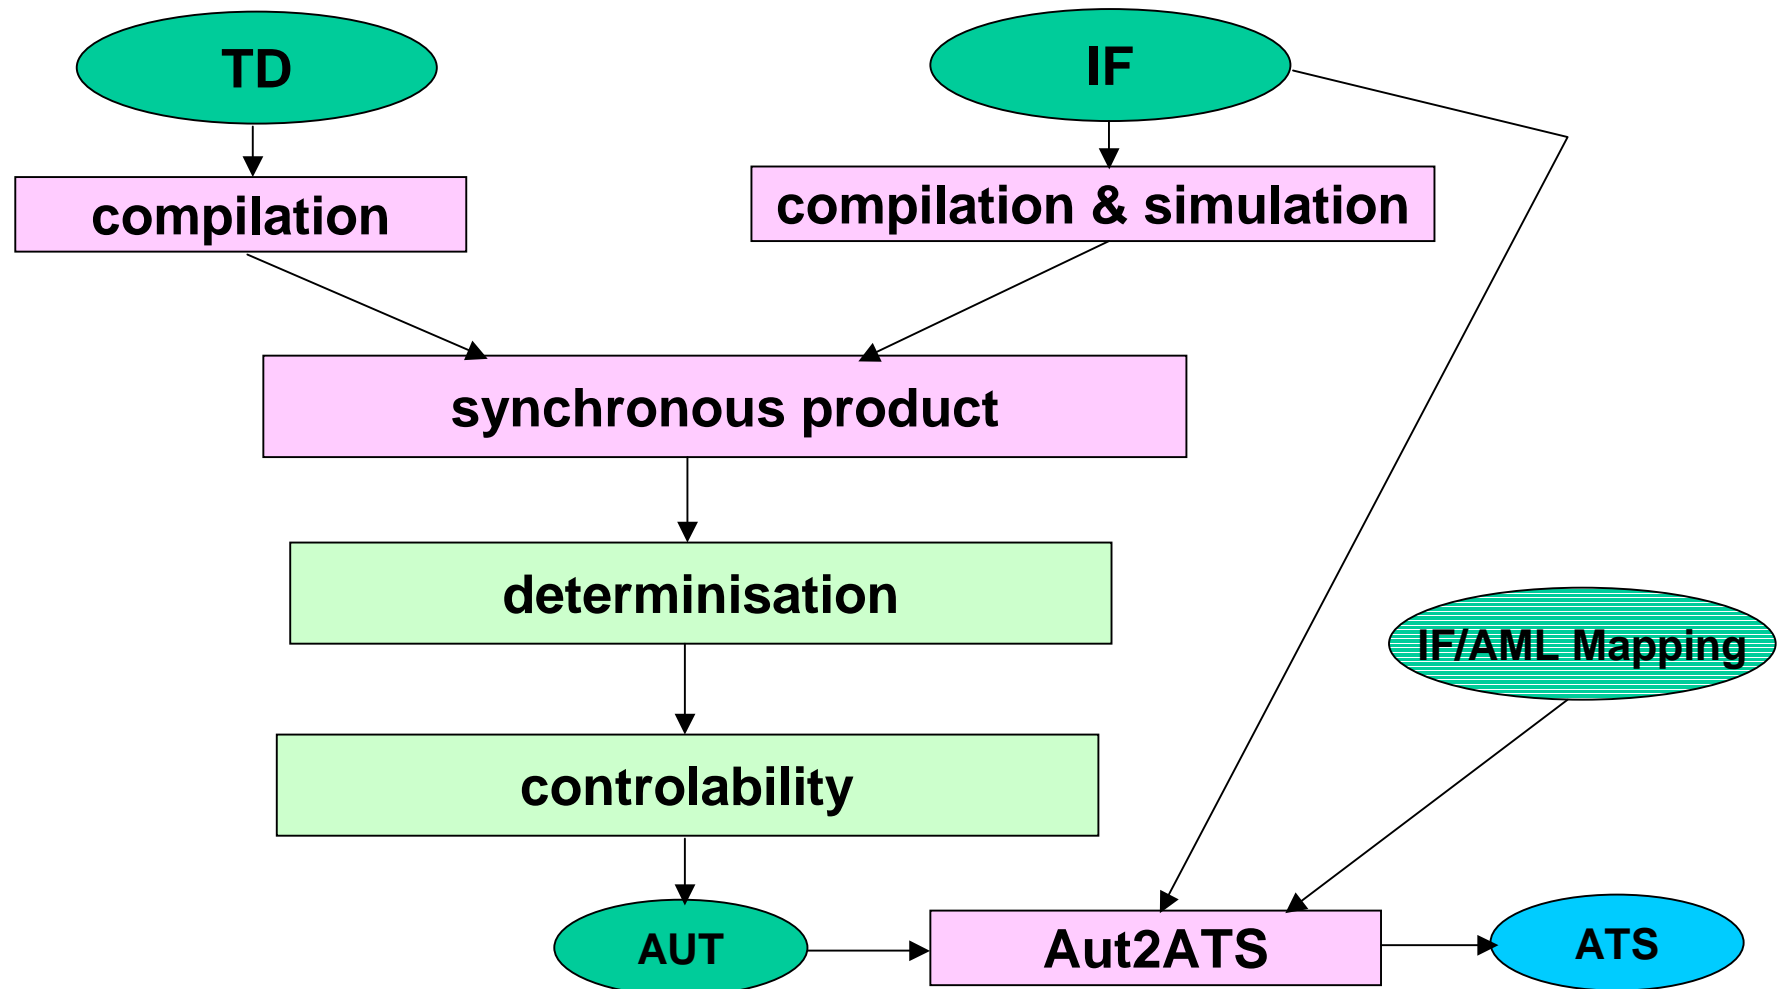 TD
IF
compilation
compilation & simulation
synchronous product
determinisation
IF/AML Mapping
controlability
AUT
Aut2ATS
ATS